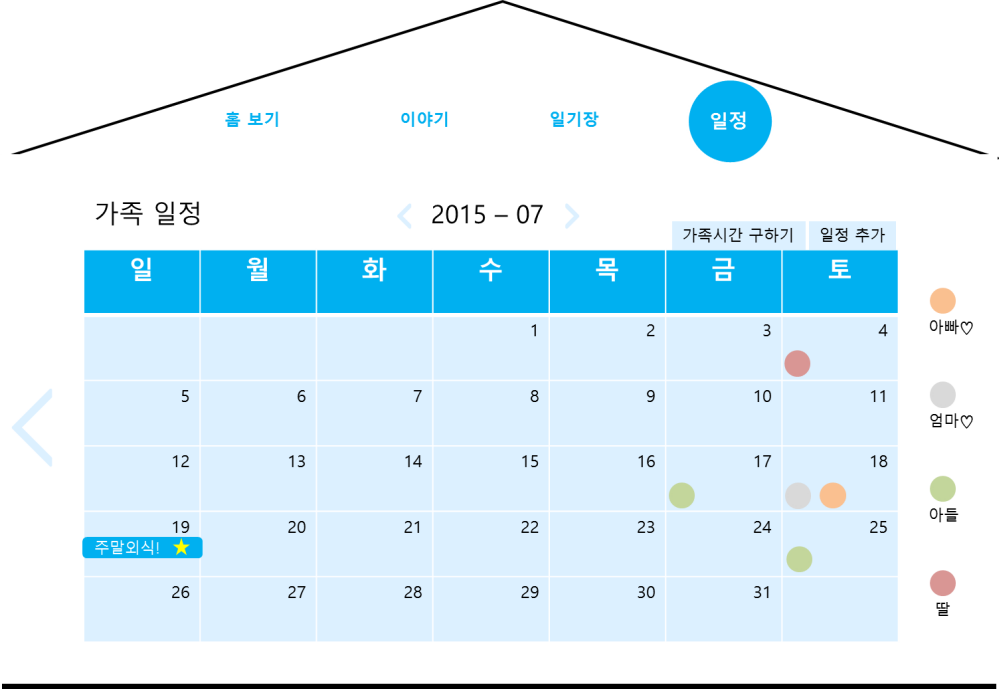 홈 보기 이야기 일기장 일정
가족 일정 2015 – 07
가족시간 구하기 일정 추가
일 월 화 수 목 금 토
아빠♡
1 2 3 4
5 6 7 8 9 10 11
엄마♡
12 13 14 15 16 17 18
아들
19 20 21 22 23 24 25
주말외식! ★
26 27 28 29 30 31
딸